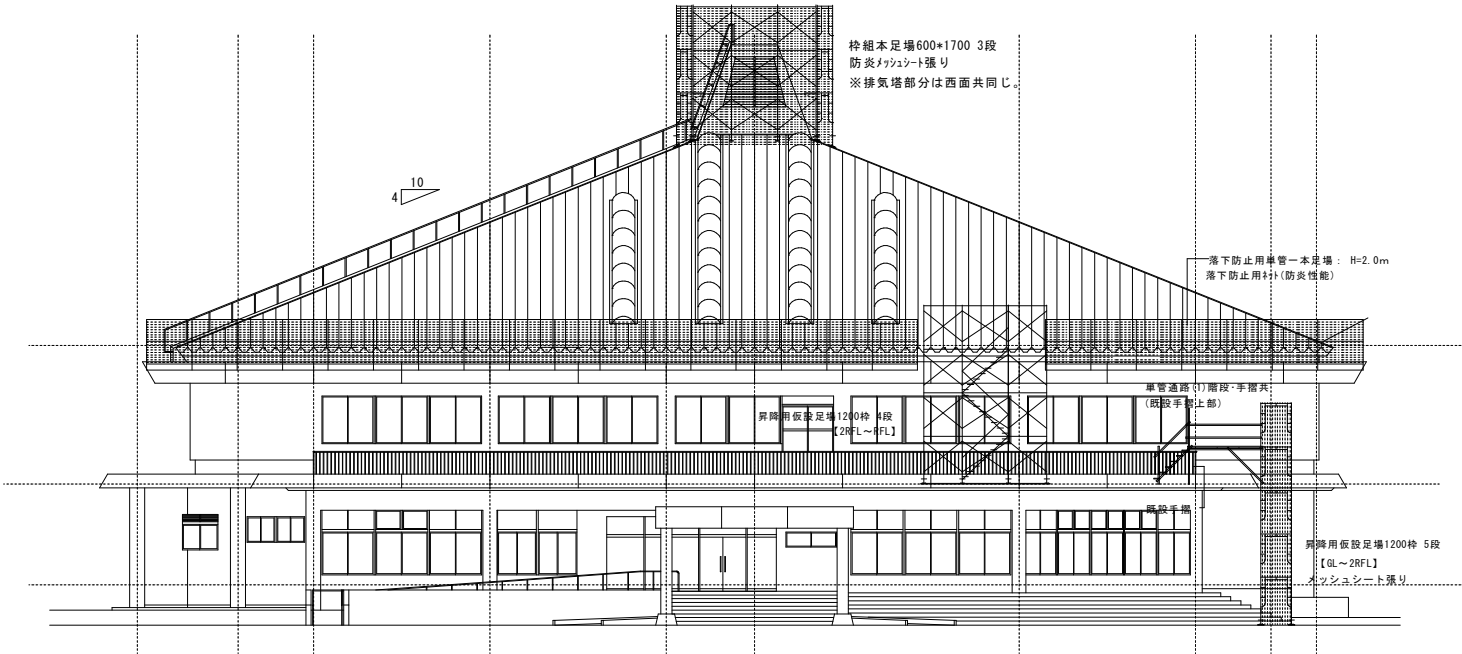 枠組本足場600*1700 3段
防炎ﾒｯｼｭｼｰﾄ張り
※排気塔部分は西面共同じ。
10
4
落下防止用単管一本足場： H=2.0m
落下防止用ﾈｯﾄ(防炎性能)
単管通路(1)階段･手摺共
(既設手摺上部)
昇降用仮設足場1200枠 4段
【2RFL～RFL】
既設手摺
昇降用仮設足場1200枠 5段
【GL～2RFL】
メッシュシート張り